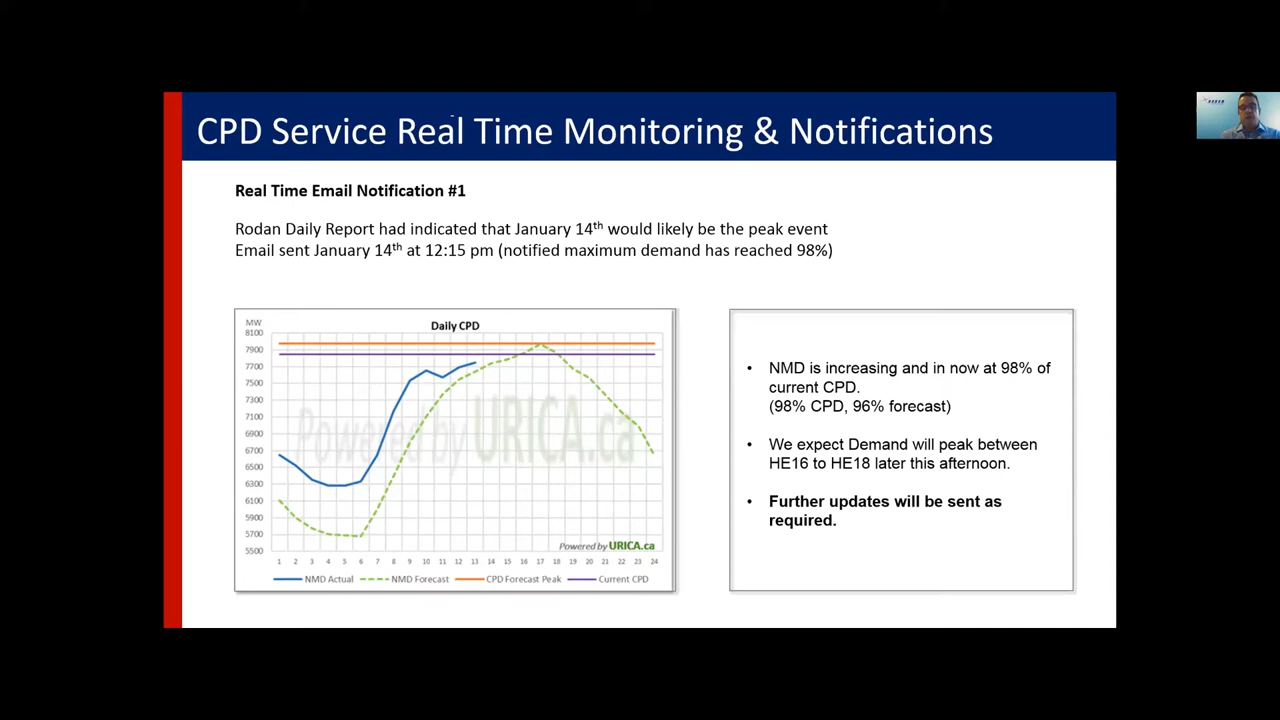 CPD Service Real Time Monitoring & Notifications
RODAN
Real Time Email Notification #1
Rodan Daily Report had indicated that January 14th would likely be the peak event
Email sent January 14th at 12:15 pm (notified maximum demand has reached 98%)
MW
Daily CPD
8100
7900
7700
7500
7300
7100
6900
6700
6500
6300
6100
5900
5700
5500
Powered by URICA.ca
Powered by URICA.ca
1 2 3 4 5 6 7 8 9 10 11 12 13 14 15 16 17 18 19 20 21 22 23 24
NMD Actual NMD Forecast CPD Forecast Peak Current CPD
• NMD is increasing and in now at 98% of
current CPD.
(98% CPD, 96% forecast)
• We expect Demand will peak between
HE16 to HE18 later this afternoon.
• Further updates will be sent as
required.